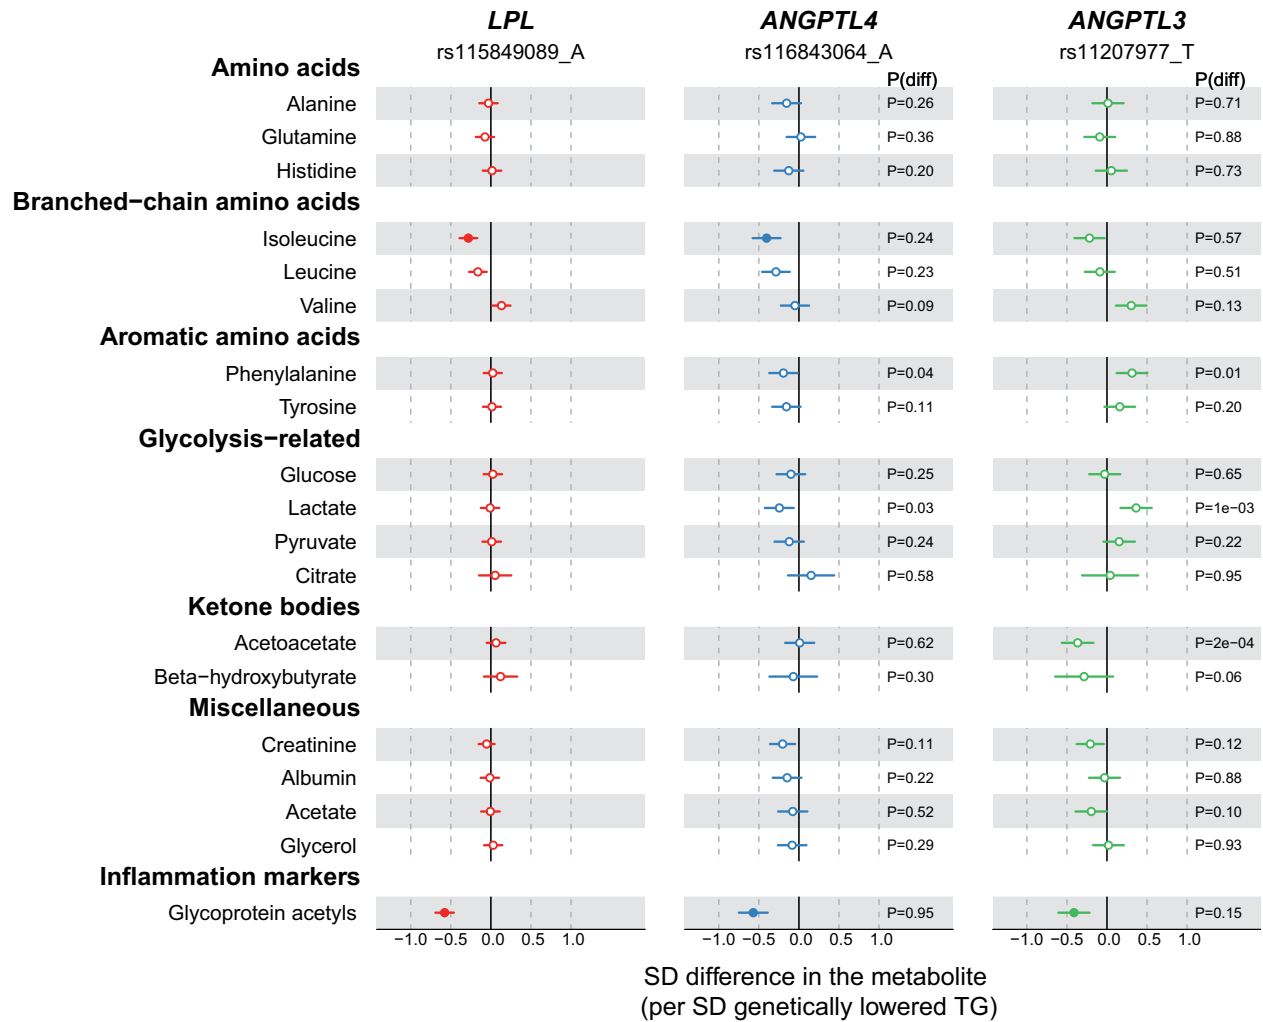 LPL ANGPTL4 ANGPTL3
rs115849089_A rs116843064_A rs11207977_T
Amino acids P(diff) P(diff)
Alanine P=0.26 P=0.71
Glutamine P=0.36 P=0.88
Histidine P=0.20 P=0.73
Branched−chain amino acids
Isoleucine P=0.24 P=0.57
Leucine P=0.23 P=0.51
Valine P=0.09 P=0.13
Aromatic amino acids
Phenylalanine P=0.04 P=0.01
Tyrosine P=0.11 P=0.20
Glycolysis−related
Glucose P=0.25 P=0.65
Lactate P=0.03 P=1e−03
Pyruvate P=0.24 P=0.22
Citrate P=0.58 P=0.95
Ketone bodies
Acetoacetate P=0.62 P=2e−04
Beta−hydroxybutyrate P=0.30 P=0.06
Miscellaneous
Creatinine P=0.11 P=0.12
Albumin P=0.22 P=0.88
Acetate P=0.52 P=0.10
Glycerol P=0.29 P=0.93
Inflammation markers
Glycoprotein acetyls P=0.95 P=0.15
−1.0 −0.5 0.0 0.5 1.0 −1.0 −0.5 0.0 0.5 1.0 −1.0 −0.5 0.0 0.5 1.0
SD difference in the metabolite
(per SD genetically lowered TG)